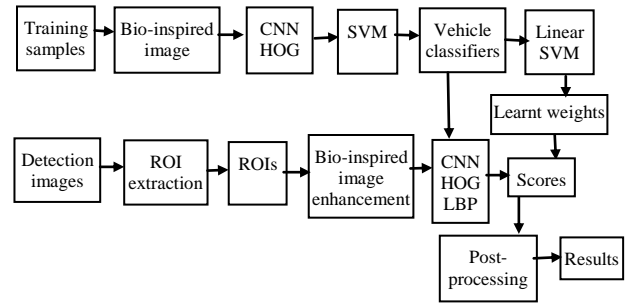 Training
samples
Bio-inspired
image
CNN
HOG
SVM
Vehicle
classifiers
Linear
SVM
Learnt weights
Detection
images
ROI
extraction
ROIs
Bio-inspired
image
enhancement
CNN
HOG
LBP
Scores
Post-
processing
Results